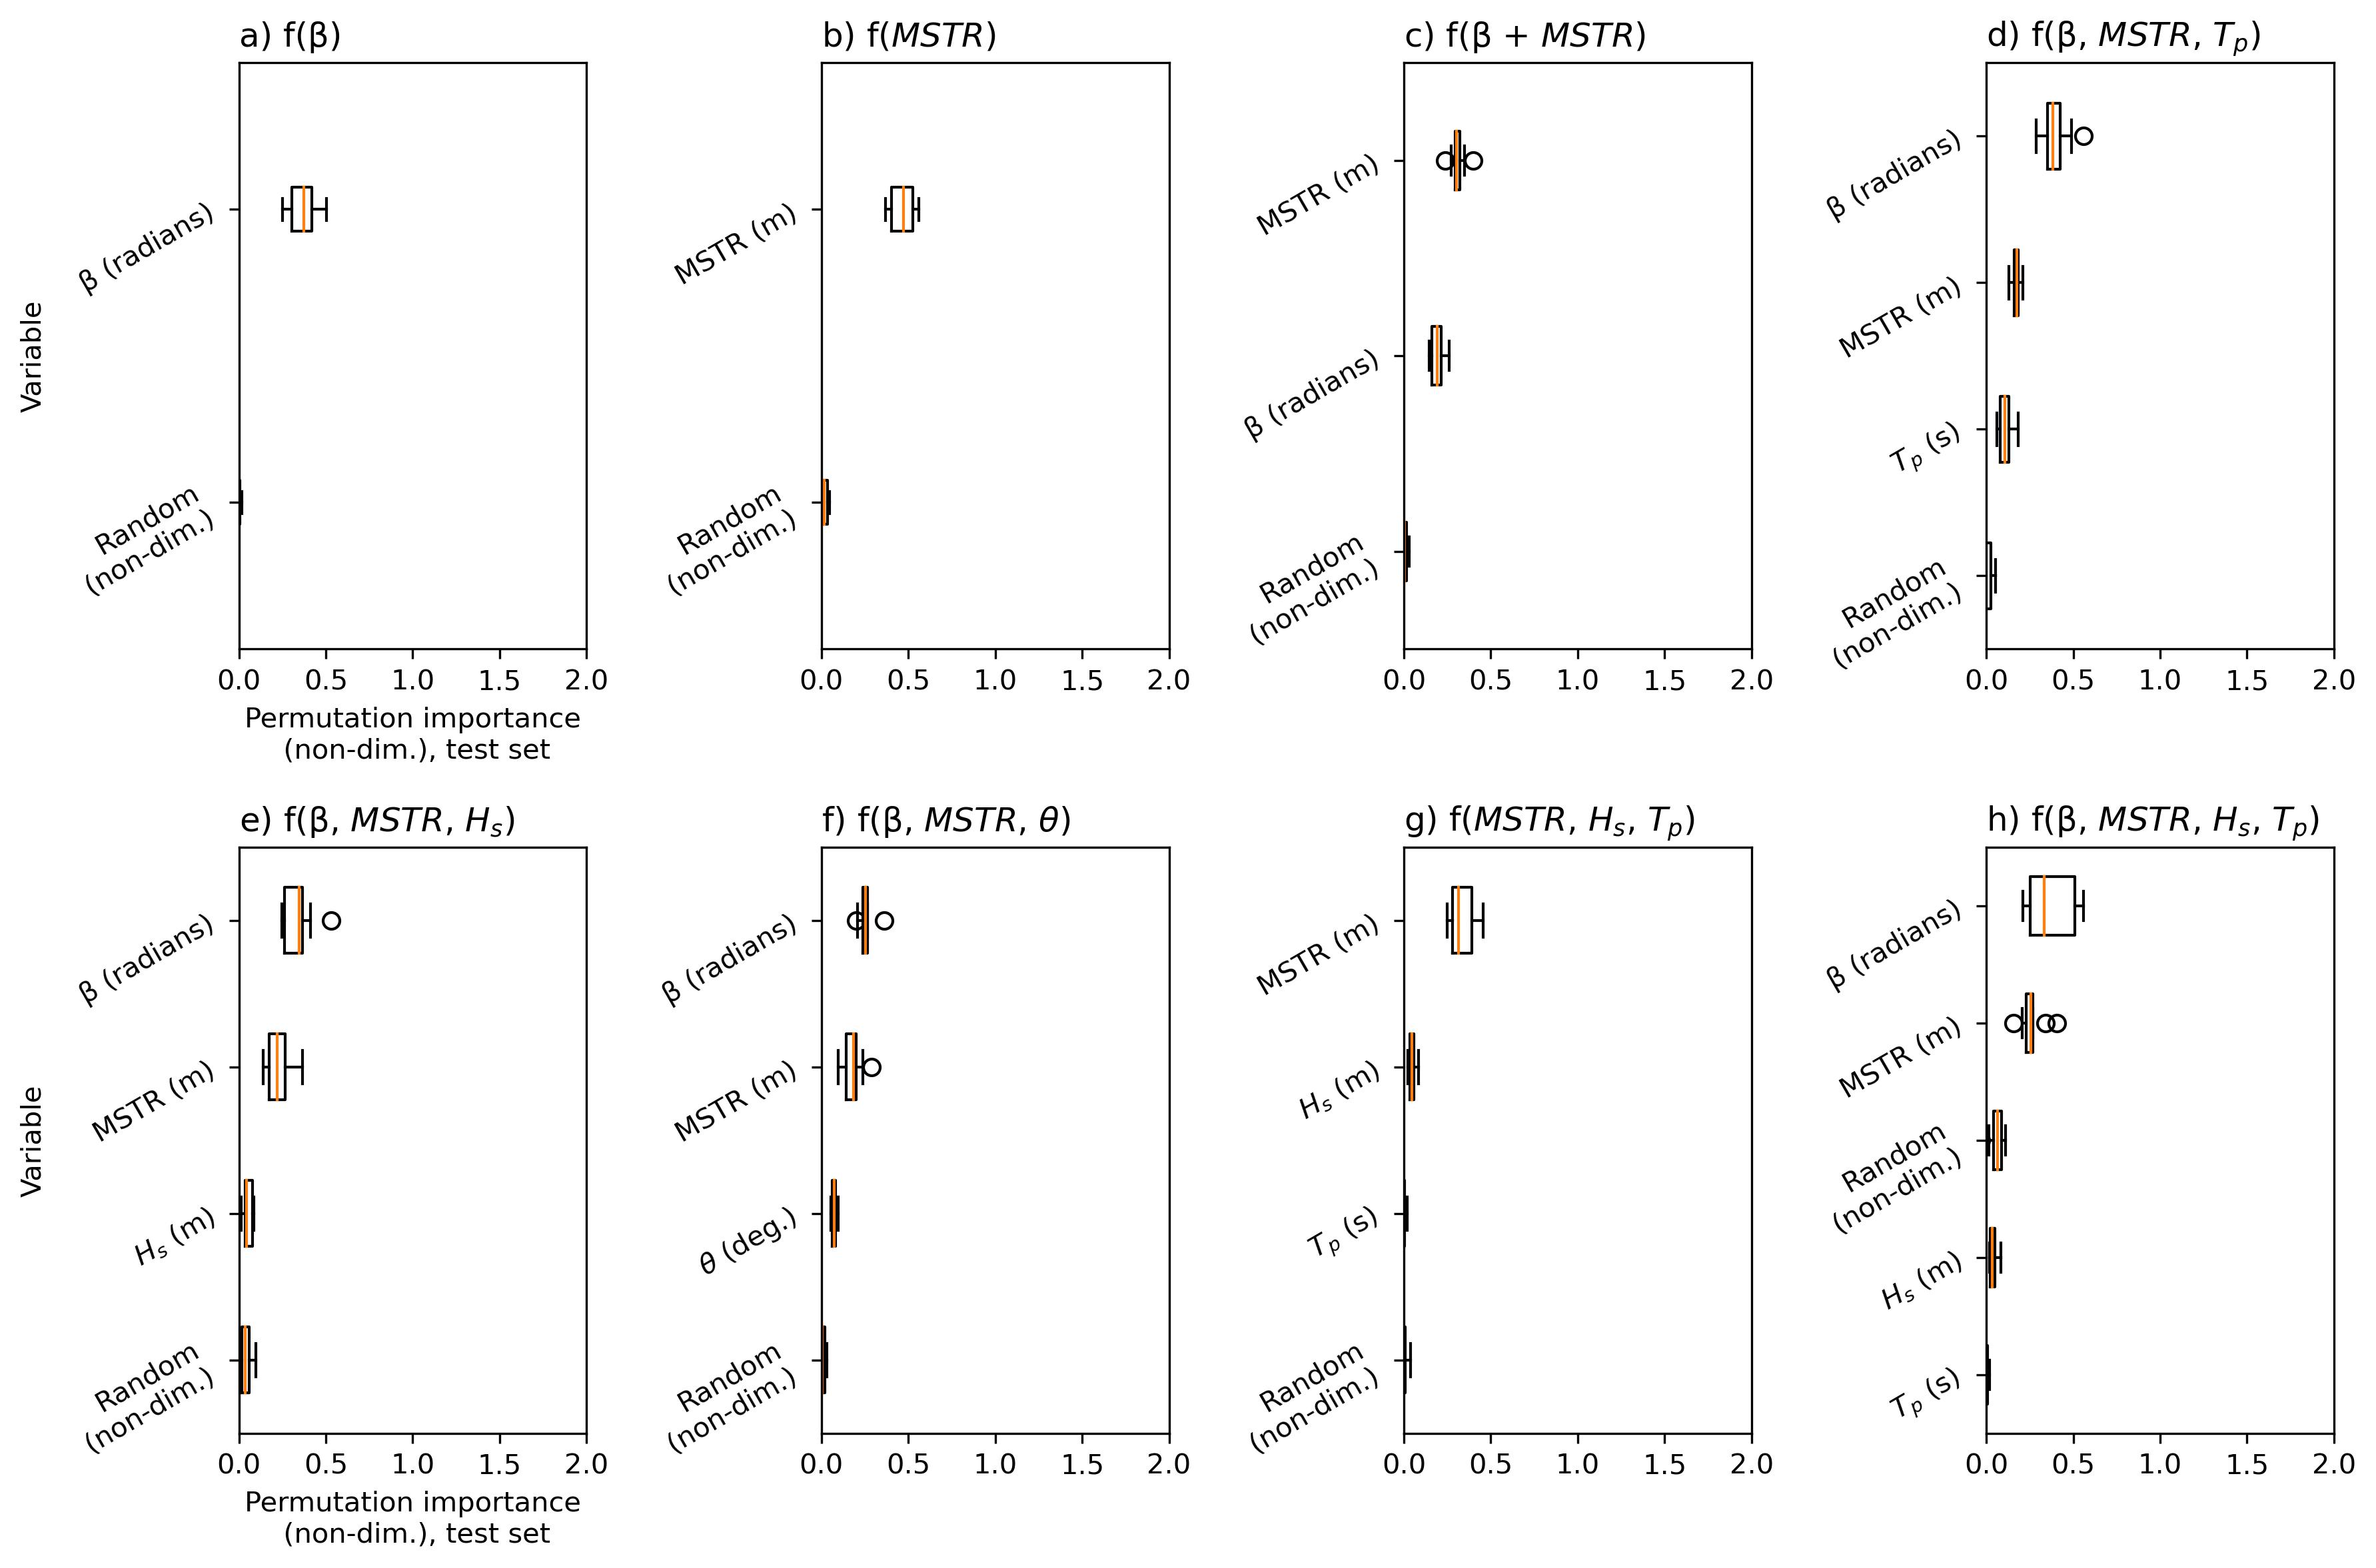 a) f(β)
b) f(MSTR)
c) f(β + MSTR)
d) f(β, MSTR, Tp)
Variable
β (radians)
Random
(non-dim.)
0.0 0.5 1.0 1.5 2.0
Permutation importance
(non-dim.), test set
MSTR (m)
Random
(non-dim.)
0.0 0.5 1.0 1.5 2.0
MSTR (m)
β (radians)
Random
(non-dim.)
0.0 0.5 1.0 1.5 2.0
β (radians)
MSTR (m)
Tp (s)
Random
(non-dim.)
0.0 0.5 1.0 1.5 2.0
e) f(β, MSTR, Hs)
f) f(β, MSTR, θ)
g) f(MSTR, Hs, Tp)
h) f(β, MSTR, Hs, Tp)
Variable
β (radians)
MSTR (m)
Hs (m)
Random
(non-dim.)
0.0 0.5 1.0 1.5 2.0
Permutation importance
(non-dim.), test set
β (radians)
MSTR (m)
θ (deg.)
Random
(non-dim.)
0.0 0.5 1.0 1.5 2.0
MSTR (m)
Hs (m)
Tp (s)
Random
(non-dim.)
0.0 0.5 1.0 1.5 2.0
β (radians)
MSTR (m)
Random
(non-dim.)
Hs (m)
Tp (s)
0.0 0.5 1.0 1.5 2.0